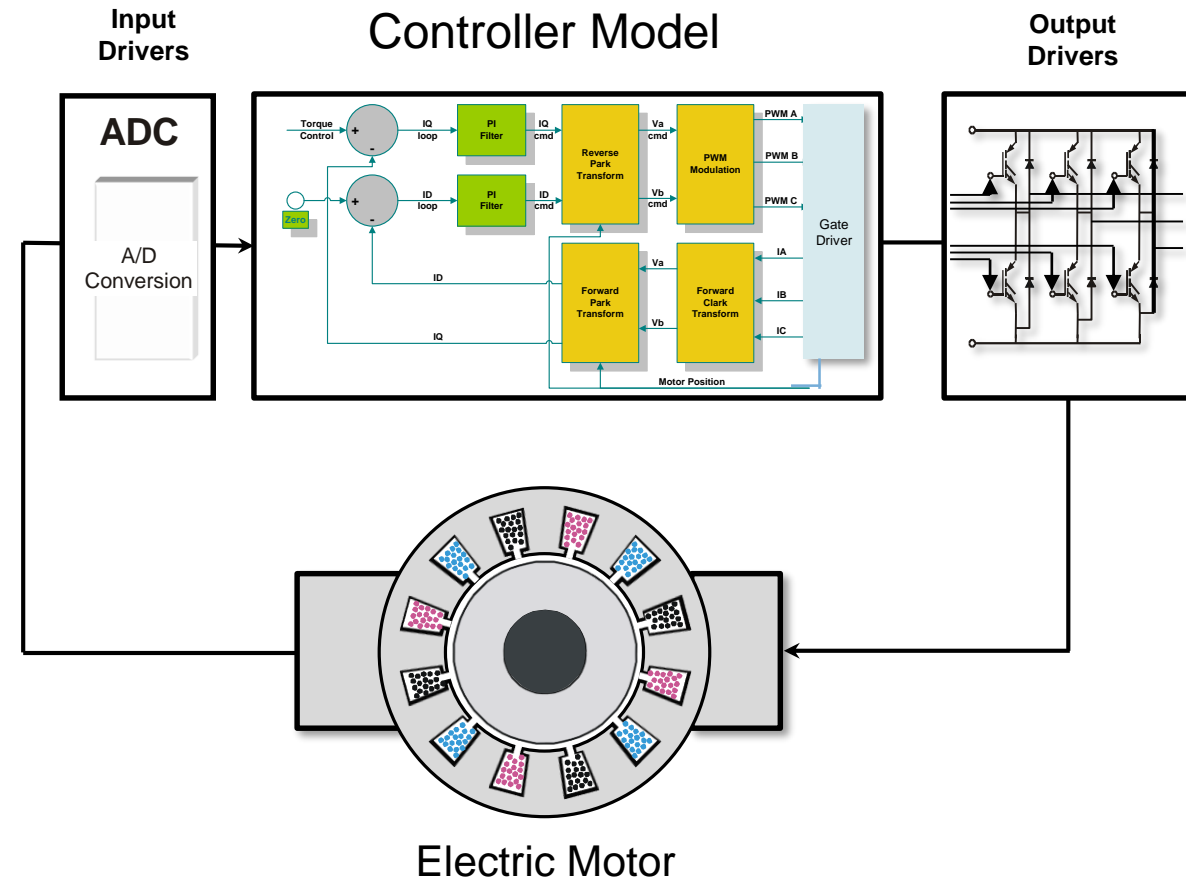 Input
Drivers
Controller Model
Output
Drivers
ADC
A/D
Conversion
Torque
Control
+
-
IQ
loop
PI
Filter
IQ
cmd
Reverse
Park
Transform
Va
cmd
Vb
cmd
PWM
Modulation
PWM A
PWM B
PWM C
Gate
Driver
Zero
+
-
ID
loop
PI
Filter
ID
cmd
ID
IQ
Forward
Park
Transform
Va
Vb
Forward
Clark
Transform
IA
IB
IC
Motor Position
Electric Motor